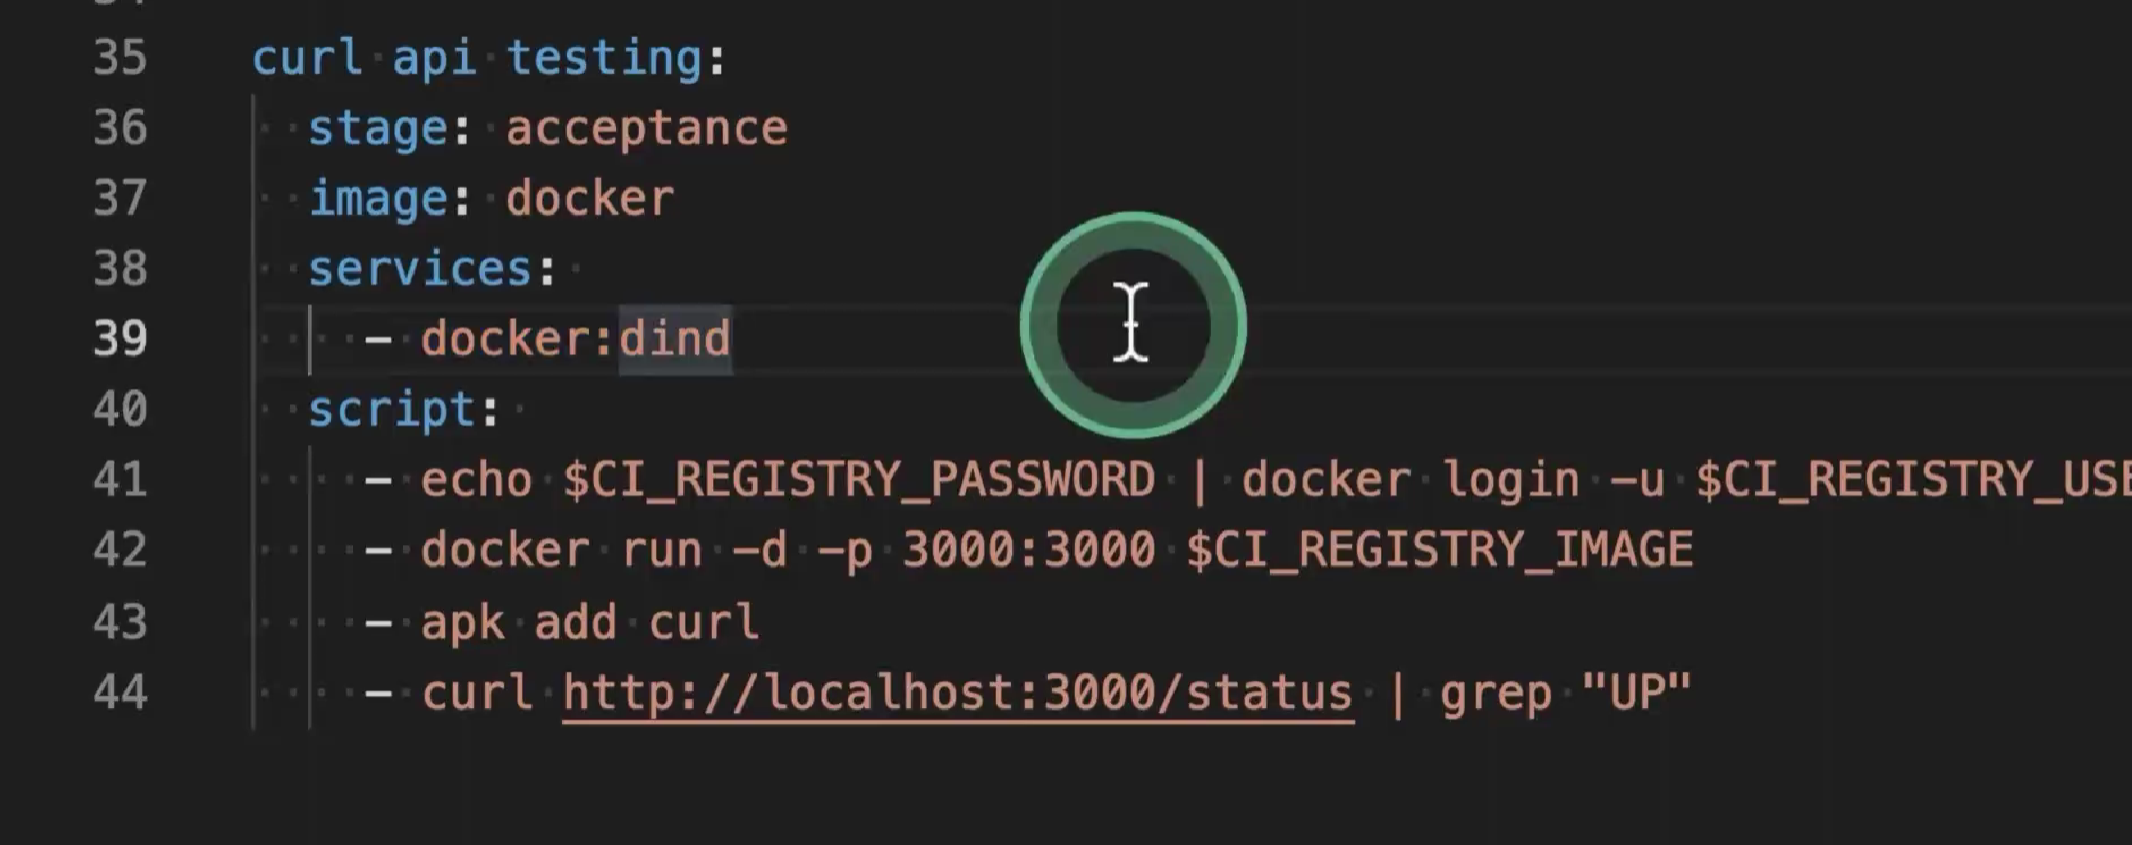 35 curl api testing:
36 stage: acceptance
37 image: docker
38 services:
39 - docker:dind
40 script:
41 - echo $CI_REGISTRY_PASSWORD | docker login -u
42 - docker run -d -p 3000:3000 $CI_REGISTRY_IMAGE
43 - apk add curl
44 - curl http://localhost:3000/status | grep "UP"